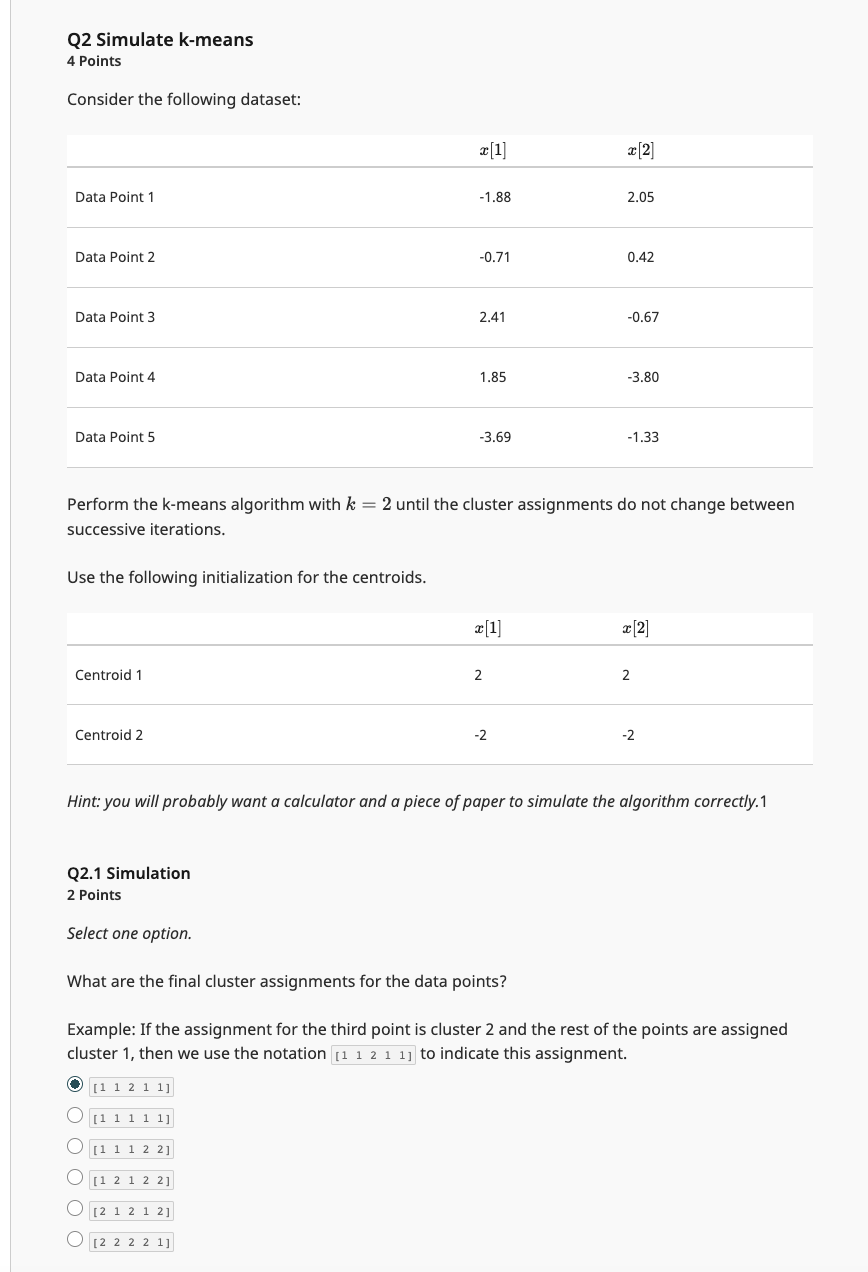 Q2 Simulate k-means
4 Points
Consider the following dataset:
x[1] x[2]
Data Point 1 -1.88 2.05
Data Point 2 -0.71 0.42
Data Point 3 2.41 -0.67
Data Point 4 1.85 -3.80
Data Point 5 -3.69 -1.33
Perform the k-means algorithm with k = 2 until the cluster assignments do not change between
successive iterations.
Use the following initialization for the centroids.
x[1] x[2]
Centroid 1 2 2
Centroid 2 -2 -2
Hint: you will probably want a calculator and a piece of paper to simulate the algorithm correctly.1
Q2.1 Simulation
2 Points
Select one option.
What are the final cluster assignments for the data points?
Example: If the assignment for the third point is cluster 2 and the rest of the points are assigned
cluster 1, then we use the notation [1 1 2 1 1] to indicate this assignment.
[1 1 2 1 1]
[1 1 1 1 1]
[1 1 1 2 2]
[1 2 1 2 2]
[2 1 2 1 2]
[2 2 2 2 1]